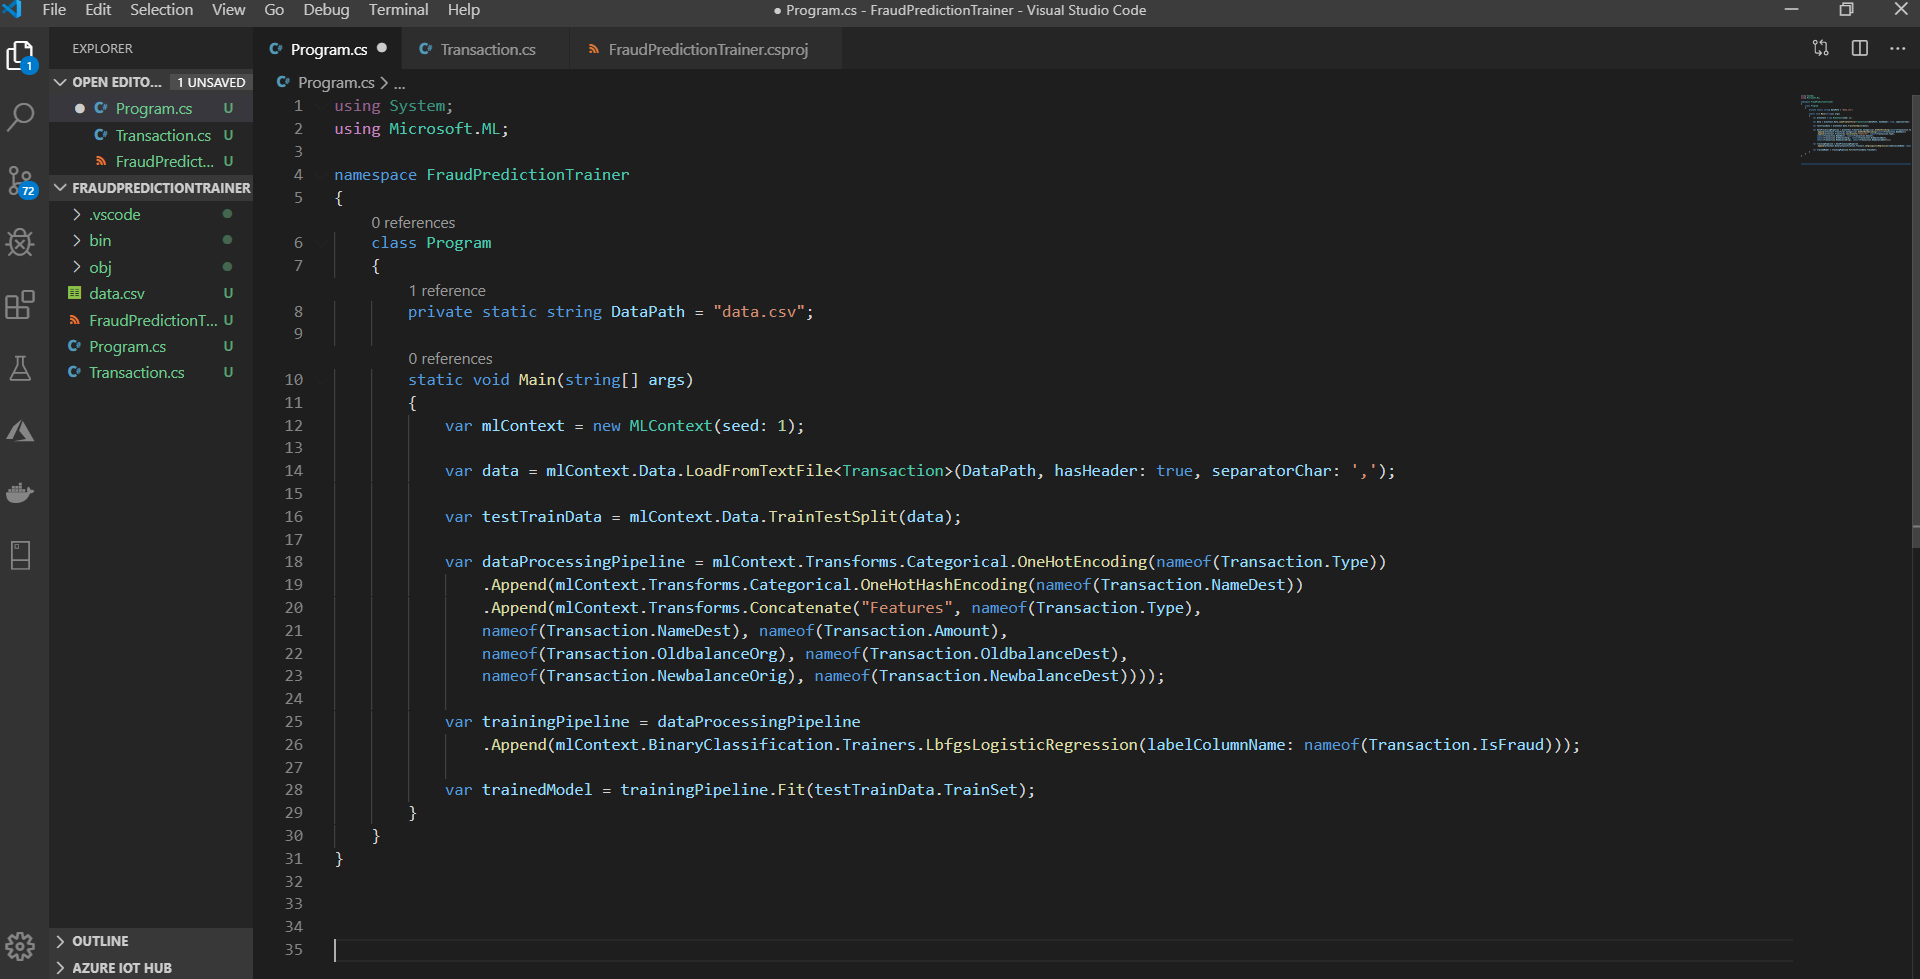 File Edit Selection View Go Debug Terminal Help
● Program.cs - FraudPredictionTrainer - Visual Studio Code
EXPLORER
OPEN EDITO... 1 UNSAVED
Program.cs U
Transaction.cs U
FraudPredict... U
FRAUDPREDICTIONTRAINER
.vscode
bin
obj
data.csv U
FraudPredictionT... U
Program.cs U
Transaction.cs U
OUTLINE
AZURE IOT HUB
1
72
Program.cs ● Transaction.cs FraudPredictionTrainer.csproj
Program.cs > ...
1 using System;
2 using Microsoft.ML;
3
4 namespace FraudPredictionTrainer
5 {
0 references
6 class Program
7 {
1 reference
8 private static string DataPath = "data.csv";
9
0 references
10 static void Main(string[] args)
11 {
12 var mlContext = new MLContext(seed: 1);
13
14 var data = mlContext.Data.LoadFromTextFile<Transaction>(DataPath, hasHeader: true, separatorChar: ',');
15
16 var testTrainData = mlContext.Data.TrainTestSplit(data);
17
18 var dataProcessingPipeline = mlContext.Transforms.Categorical.OneHotEncoding(nameof(Transaction.Type))
19 .Append(mlContext.Transforms.Categorical.OneHotHashEncoding(nameof(Transaction.NameDest))
20 .Append(mlContext.Transforms.Concatenate("Features", nameof(Transaction.Type),
21 nameof(Transaction.NameDest), nameof(Transaction.Amount),
22 nameof(Transaction.OldbalanceOrg), nameof(Transaction.OldbalanceDest),
23 nameof(Transaction.NewbalanceOrig), nameof(Transaction.NewbalanceDest))));
24
25 var trainingPipeline = dataProcessingPipeline
26 .Append(mlContext.BinaryClassification.Trainers.LbfgsLogisticRegression(labelColumnName: nameof(Transaction.IsFraud)));
27
28 var trainedModel = trainingPipeline.Fit(testTrainData.TrainSet);
29 }
30 }
31 }
32
33
34
35